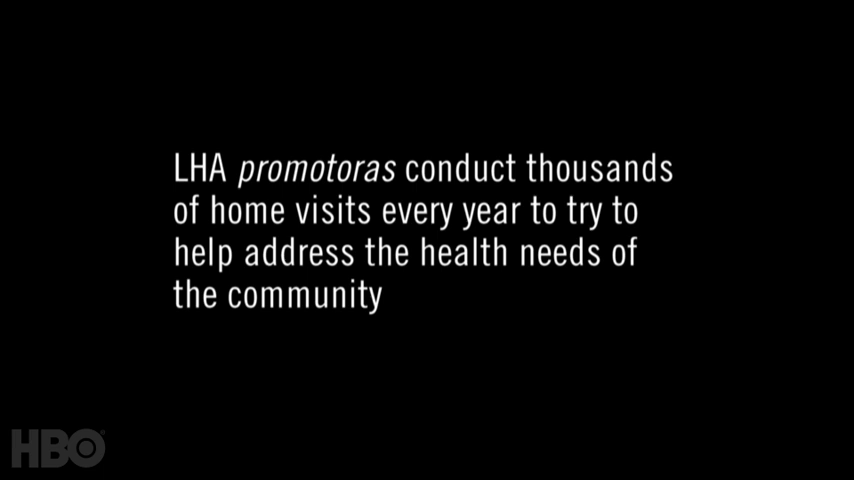 LHA promotoras conduct thousands
of home visits every year to try to
help address the health needs of
the community
HBO